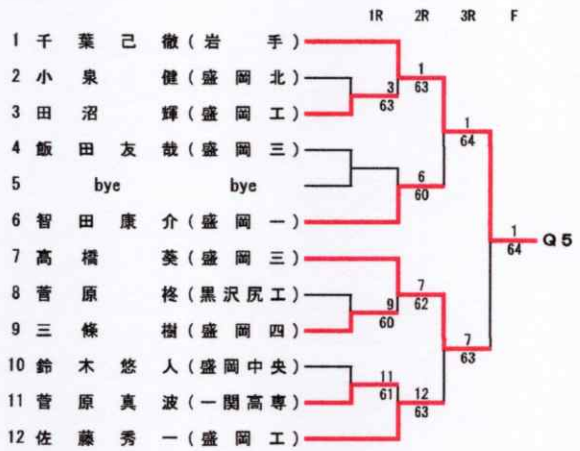 1R 2R 3R F
1 千葉己徹(岩手)
2 小泉健(盛岡北)
3 田沼輝(盛岡工)
4 飯田友哉(盛岡三)
5 bye bye
6 智田康介(盛岡一)
7 高橋葵(盛岡三)
8 菅原柊(黒沢尻工)
9 三條樹(盛岡四)
10 鈴木悠人(盛岡中央)
11 菅原真波(一関高専)
12 佐藤秀一(盛岡工)
3
63
1
63
6
60
1
64
9
60
7
62
11
61
12
63
7
63
1
64
Q5